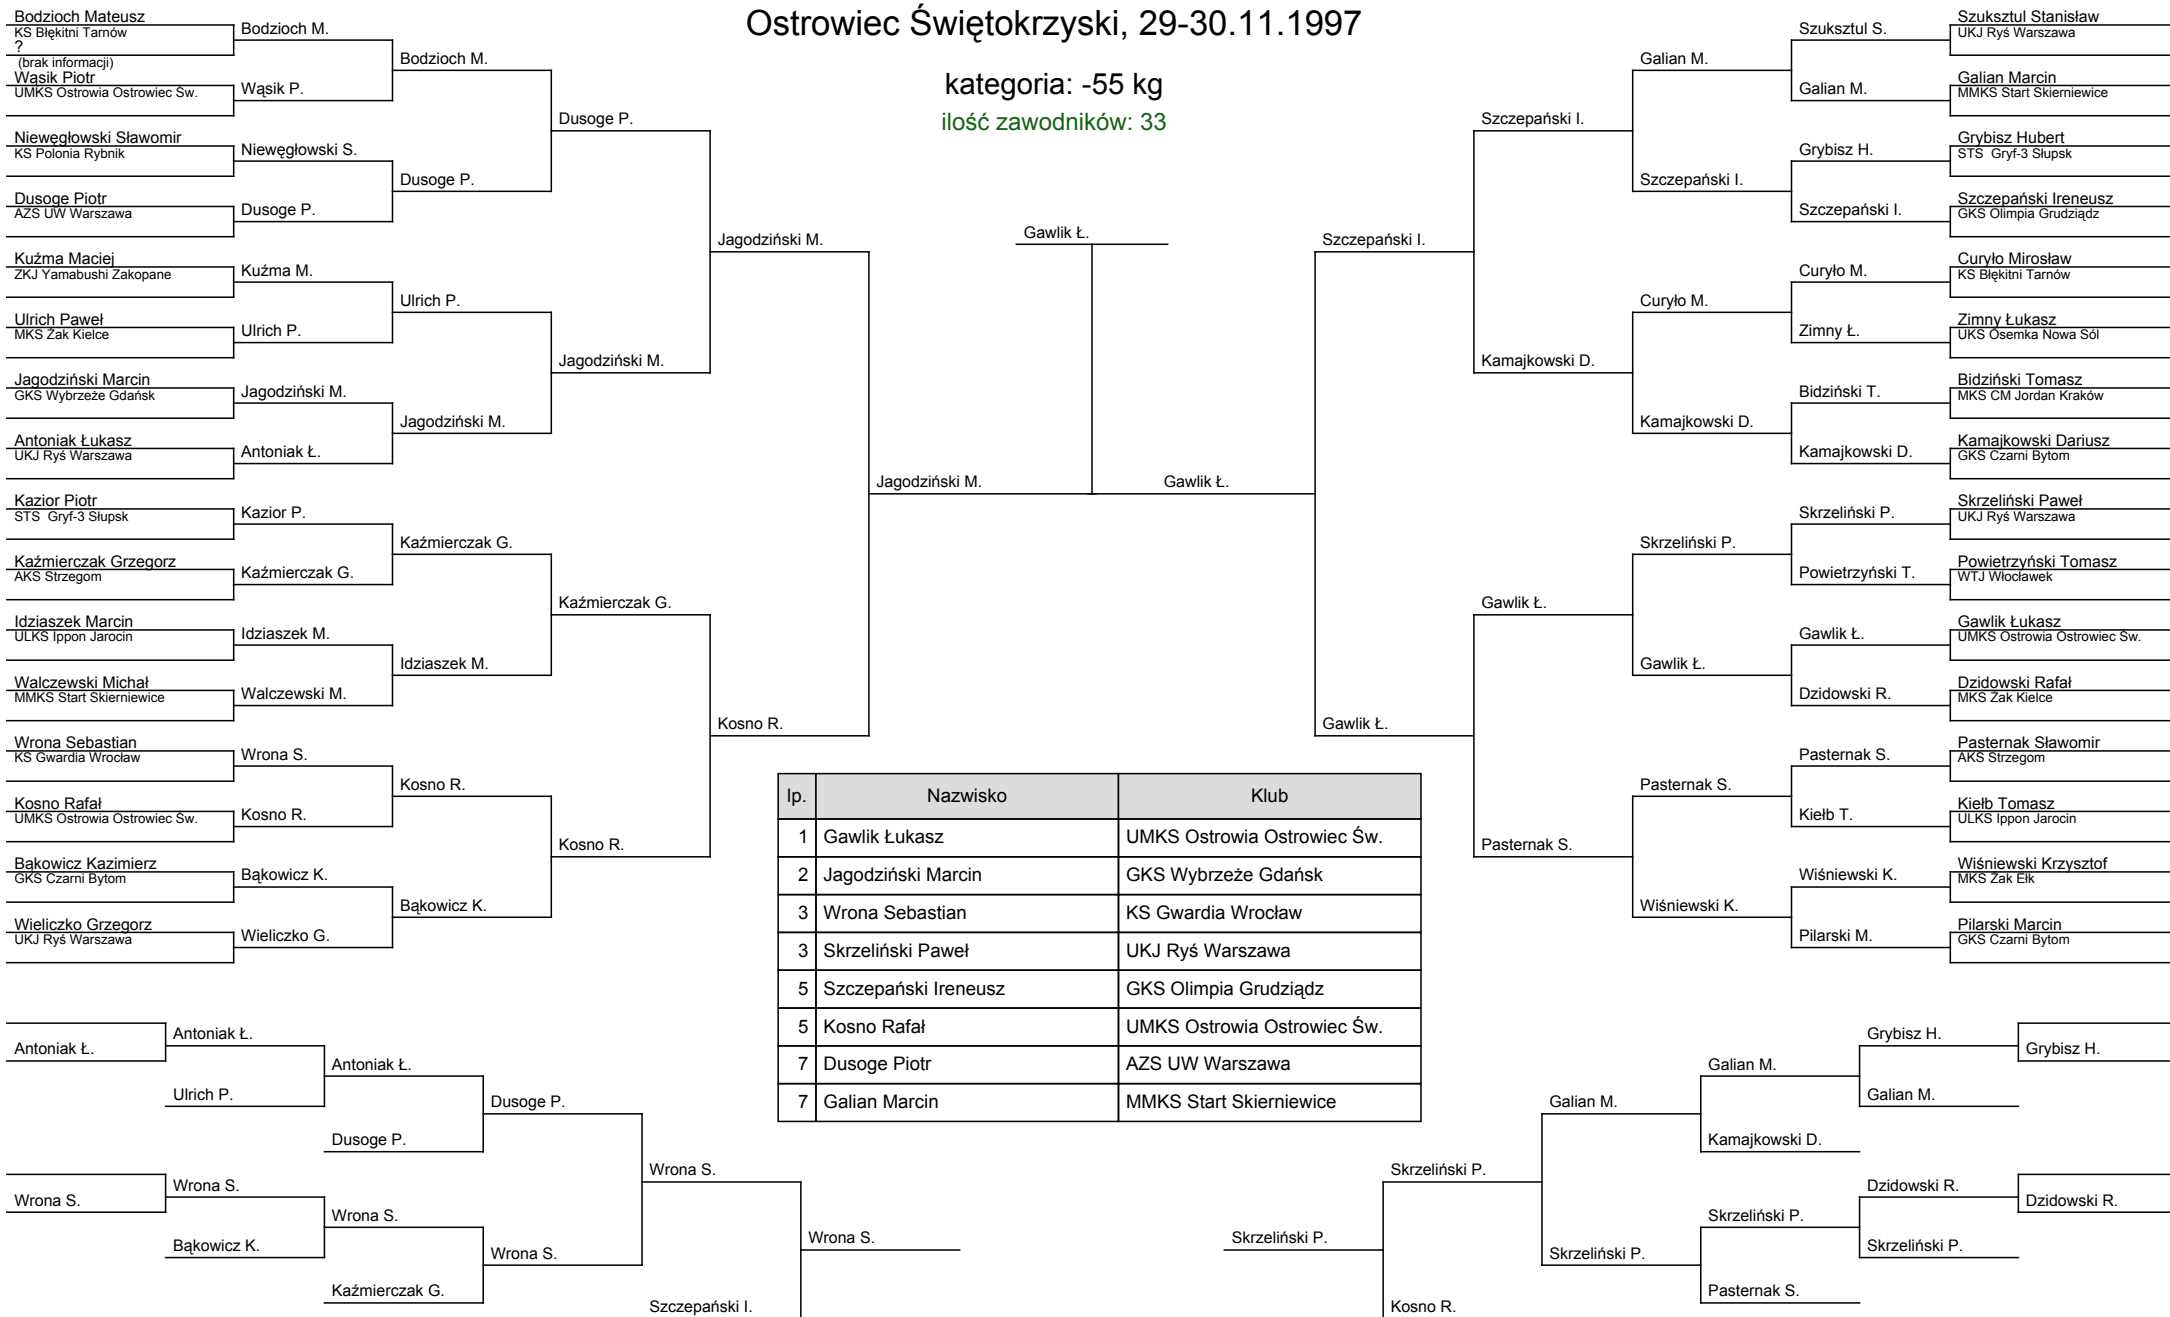 Ostrowiec Świętokrzyski, 29-30.11.1997
kategoria: -55 kg
ilość zawodników: 33
Bodzioch Mateusz
KS Błękitni Tarnów
?
(brak informacji)
Wąsik Piotr
UMKS Ostrowia Ostrowiec Św.
Niewęgłowski Sławomir
KS Polonia Rybnik
Dusoge Piotr
AZS UW Warszawa
Kuźma Maciej
ZKJ Yamabushi Zakopane
Ulrich Paweł
MKS Żak Kielce
Jagodziński Marcin
GKS Wybrzeże Gdańsk
Antoniak Łukasz
UKJ Ryś Warszawa
Kazior Piotr
STS Gryf-3 Słupsk
Kaźmierczak Grzegorz
AKS Strzegom
Idziaszek Marcin
ULKS Ippon Jarocin
Walczewski Michał
MMKS Start Skierniewice
Wrona Sebastian
KS Gwardia Wrocław
Kosno Rafał
UMKS Ostrowia Ostrowiec Św.
Bąkowicz Kazimierz
GKS Czarni Bytom
Wieliczko Grzegorz
UKJ Ryś Warszawa
Bodzioch M.
Wąsik P.
Niewęgłowski S.
Dusoge P.
Kuźma M.
Ulrich P.
Jagodziński M.
Antoniak Ł.
Kazior P.
Kaźmierczak G.
Idziaszek M.
Walczewski M.
Wrona S.
Kosno R.
Bąkowicz K.
Wieliczko G.
Bodzioch M.
Dusoge P.
Ulrich P.
Jagodziński M.
Kaźmierczak G.
Idziaszek M.
Kosno R.
Bąkowicz K.
Dusoge P.
Jagodziński M.
Kaźmierczak G.
Kosno R.
Jagodziński M.
Kosno R.
Jagodziński M.
Gawlik Ł.
Gawlik Ł.
Szczepański I.
Gawlik Ł.
Szczepański I.
Kamajkowski D.
Gawlik Ł.
Pasternak S.
Galian M.
Szczepański I.
Curyło M.
Kamajkowski D.
Skrzeliński P.
Gawlik Ł.
Pasternak S.
Wiśniewski K.
Szuksztul S.
Galian M.
Grybisz H.
Szczepański I.
Curyło M.
Zimny Ł.
Bidziński T.
Kamajkowski D.
Skrzeliński P.
Powietrzyński T.
Gawlik Ł.
Dzidowski R.
Pasternak S.
Kiełb T.
Wiśniewski K.
Pilarski M.
Szuksztul Stanisław
UKJ Ryś Warszawa
Galian Marcin
MMKS Start Skierniewice
Grybisz Hubert
STS Gryf-3 Słupsk
Szczepański Ireneusz
GKS Olimpia Grudziądz
Curyło Mirosław
KS Błękitni Tarnów
Zimny Łukasz
UKS Ósemka Nowa Sól
Bidziński Tomasz
MKS CM Jordan Kraków
Kamajkowski Dariusz
GKS Czarni Bytom
Skrzeliński Paweł
UKJ Ryś Warszawa
Powietrzyński Tomasz
WTJ Włocławek
Gawlik Łukasz
UMKS Ostrowia Ostrowiec Św.
Dzidowski Rafał
MKS Żak Kielce
Pasternak Sławomir
AKS Strzegom
Kiełb Tomasz
ULKS Ippon Jarocin
Wiśniewski Krzysztof
MKS Żak Ełk
Pilarski Marcin
GKS Czarni Bytom
lp. Nazwisko Klub
1 Gawlik Łukasz UMKS Ostrowia Ostrowiec Św.
2 Jagodziński Marcin GKS Wybrzeże Gdańsk
3 Wrona Sebastian KS Gwardia Wrocław
3 Skrzeliński Paweł UKJ Ryś Warszawa
5 Szczepański Ireneusz GKS Olimpia Grudziądz
5 Kosno Rafał UMKS Ostrowia Ostrowiec Św.
7 Dusoge Piotr AZS UW Warszawa
7 Galian Marcin MMKS Start Skierniewice
Antoniak Ł.
Wrona S.
Antoniak Ł.
Ulrich P.
Wrona S.
Bąkowicz K.
Antoniak Ł.
Dusoge P.
Wrona S.
Kaźmierczak G.
Dusoge P.
Wrona S.
Wrona S.
Szczepański I.
Wrona S.
Skrzeliński P.
Skrzeliński P.
Kosno R.
Galian M.
Skrzeliński P.
Galian M.
Kamajkowski D.
Skrzeliński P.
Pasternak S.
Grybisz H.
Galian M.
Dzidowski R.
Skrzeliński P.
Grybisz H.
Dzidowski R.